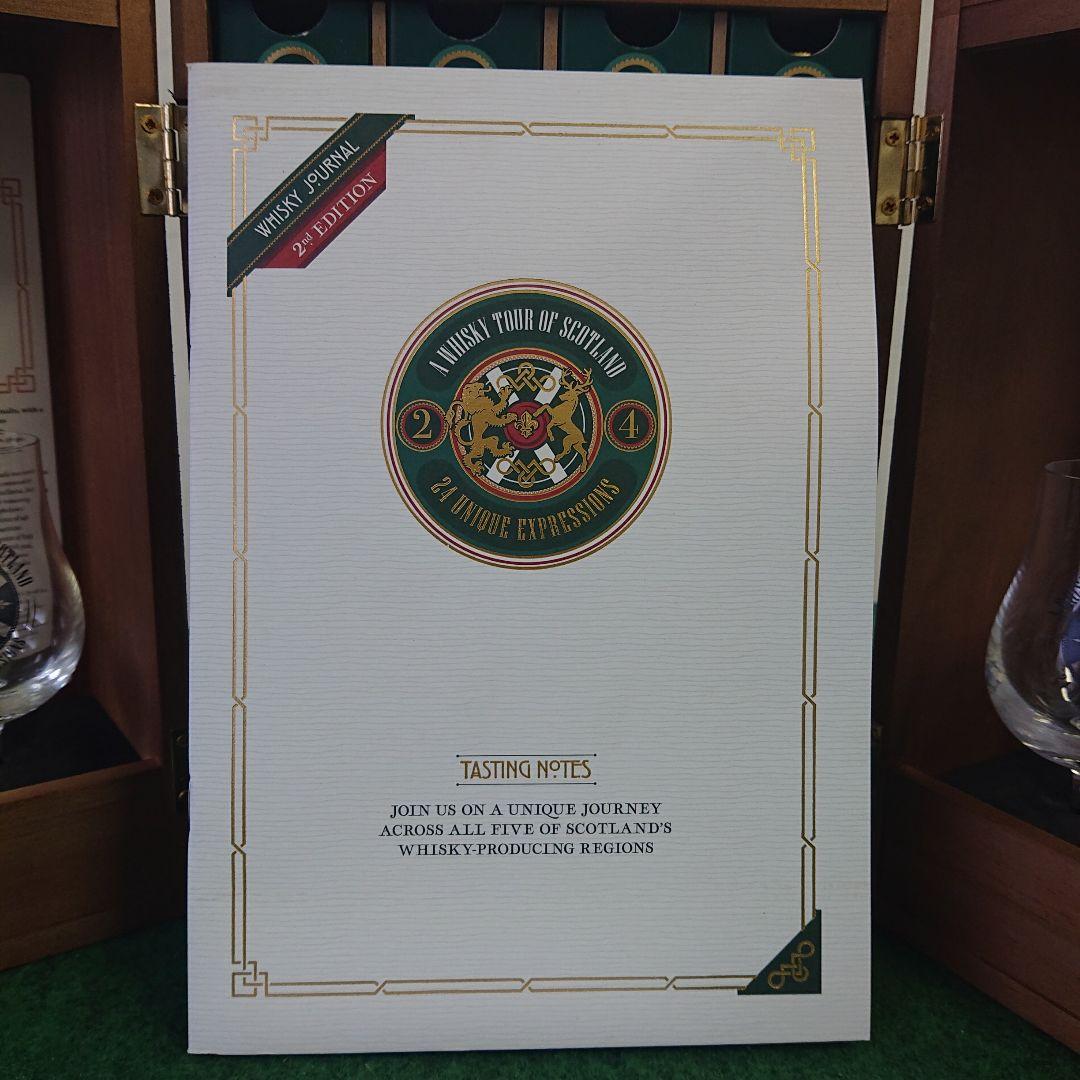 WHISKY JOURNAL
2nd EDITION
A WHISKY TOUR OF SCOTLAND
2 4
24 UNIQUE EXPRESSIONS
TASTING NOTES
JOIN US ON A UNIQUE JOURNEY
ACROSS ALL FIVE OF SCOTLAND'S
WHISKY-PRODUCING REGIONS